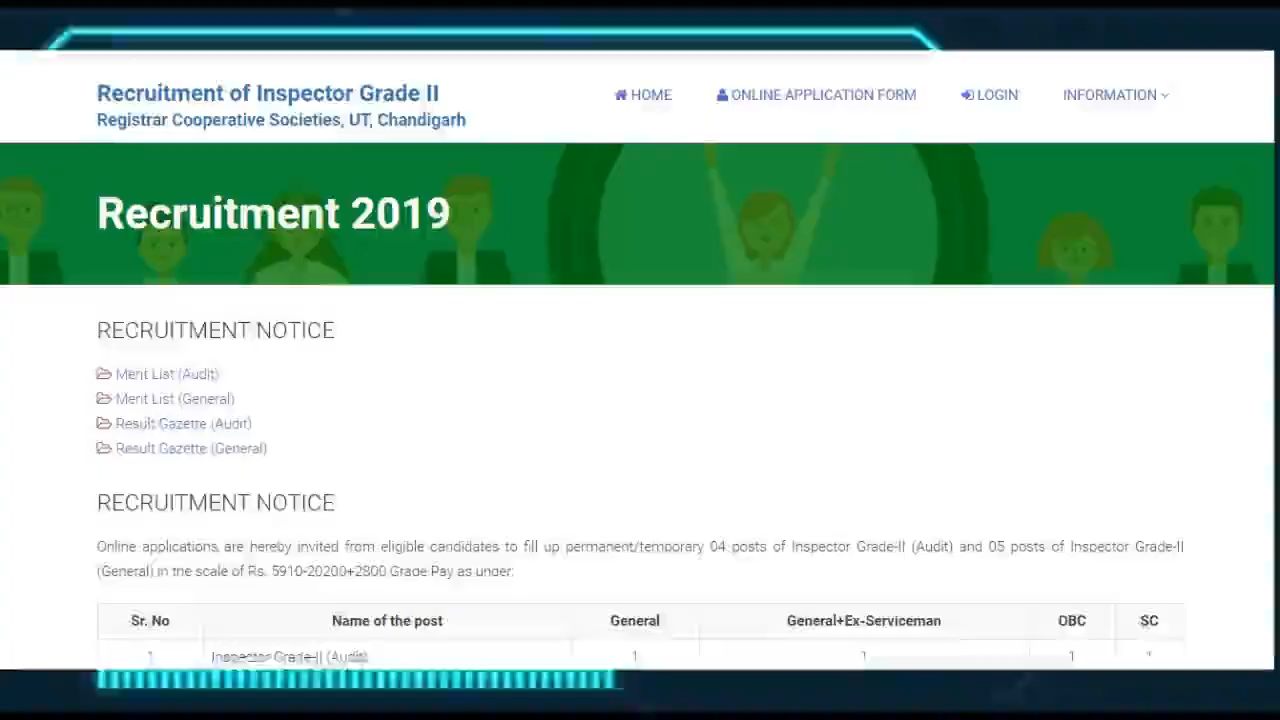 Recruitment of Inspector Grade II
Registrar Cooperative Societies, UT, Chandigarh
HOME
ONLINE APPLICATION FORM
LOGIN
INFORMATION
Recruitment 2019
RECRUITMENT NOTICE
Merit List (Audit)
Merit List (General)
Result Gazette (Audit)
Result Gazette (General)
RECRUITMENT NOTICE
Online applications are hereby invited from eligible candidates to fill up permanent/temporary 04 posts of Inspector Grade-II (Audit) and 05 posts of Inspector Grade-II
(General) in the scale of Rs. 5910-20200+2800 Grade Pay as under:
Sr. No Name of the post General General+Ex-Serviceman OBC SC
1 Inspector Grade-II (Audit) 1 1 1 1